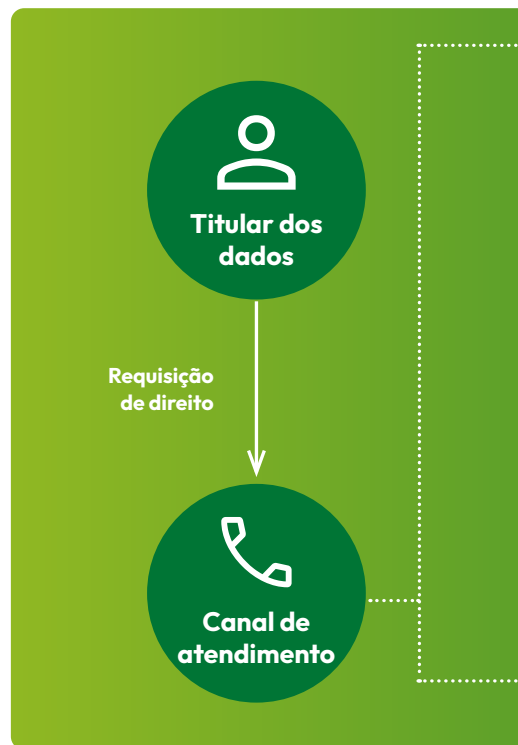 Titular dos
dados
Requisição
de direito
Canal de
atendimento